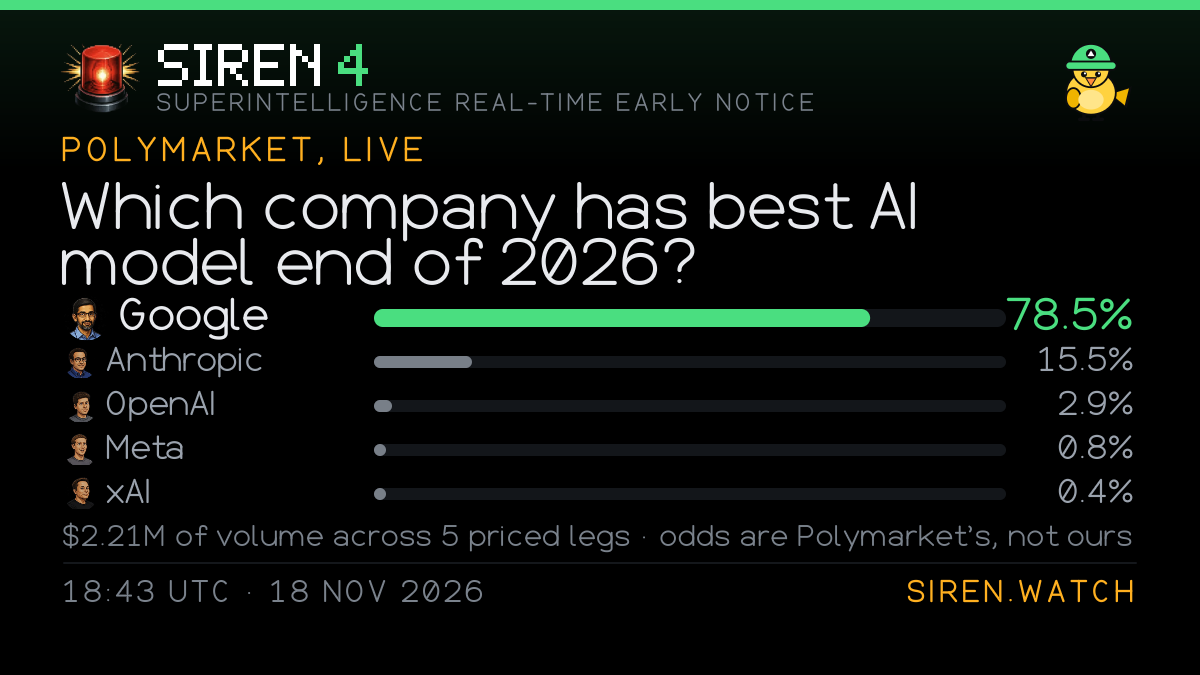 SIREN 4
SUPERINTELLIGENCE REAL-TIME EARLY NOTICE
POLYMARKET, LIVE
Which company has best AI
model end of 2026?
Google 78.5%
Anthropic 15.5%
OpenAI 2.9%
Meta 0.8%
xAI 0.4%
$2.21M of volume across 5 priced legs · odds are Polymarket's, not ours
18:43 UTC · 18 NOV 2026 SIREN.WATCH